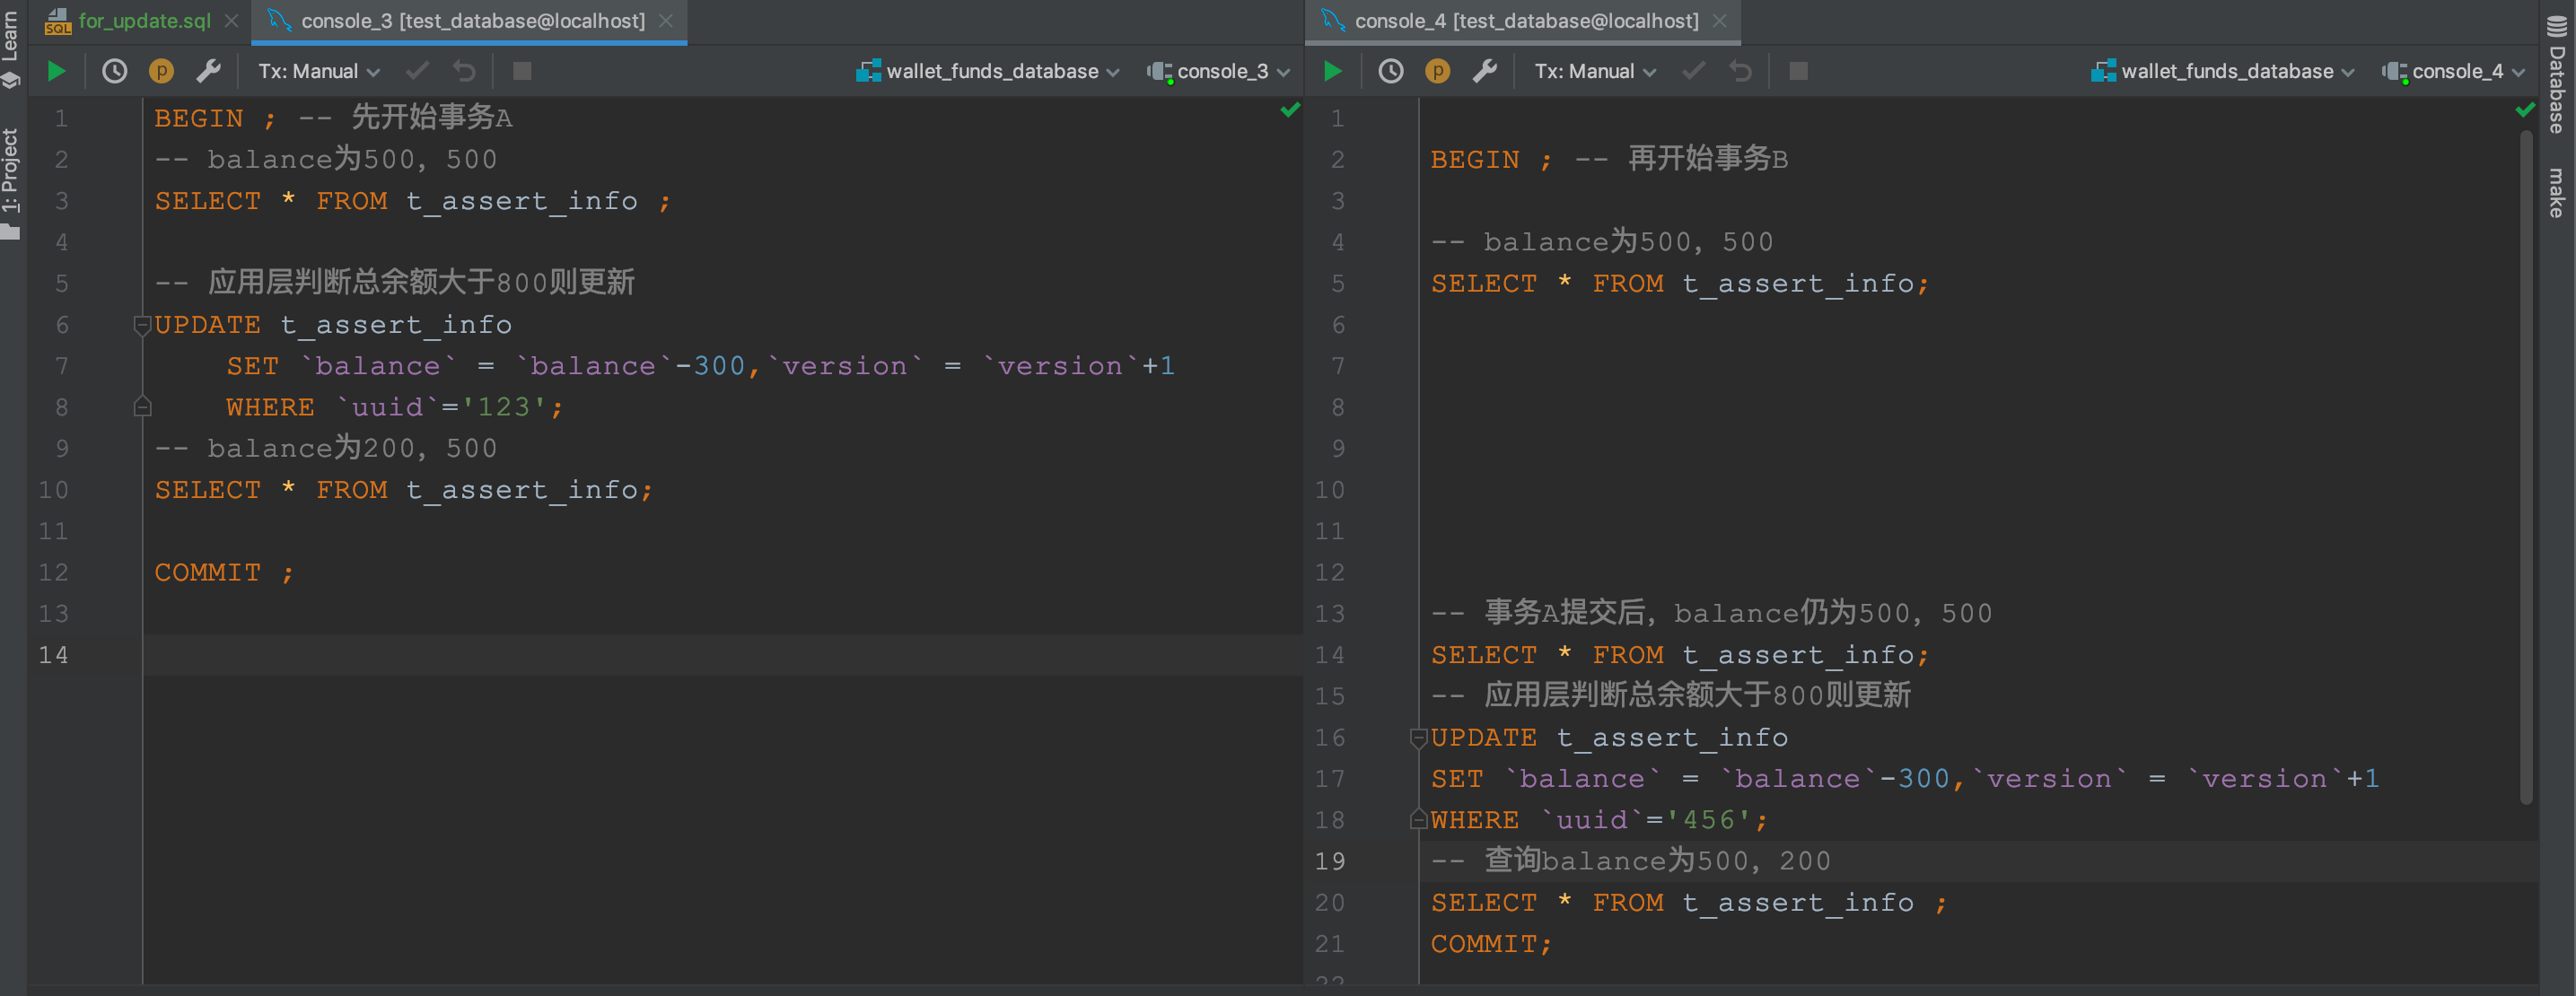 for_update.sql
console_3 [test_database@localhost]
Tx: Manual
wallet_funds_database
console_3
1 BEGIN ; -- 先开始事务A
2 -- balance为500, 500
3 SELECT * FROM t_assert_info ;
4
5 -- 应用层判断总余额大于800则更新
6 UPDATE t_assert_info
7 SET `balance` = `balance`-300,`version` = `version`+1
8 WHERE `uuid`='123';
9 -- balance为200, 500
10 SELECT * FROM t_assert_info;
11
12 COMMIT ;
13
14
console_4 [test_database@localhost]
Tx: Manual
wallet_funds_database
console_4
1
2 BEGIN ; -- 再开始事务B
3
4 -- balance为500, 500
5 SELECT * FROM t_assert_info;
6
7
8
9
10
11
12
13 -- 事务A提交后, balance仍为500, 500
14 SELECT * FROM t_assert_info;
15 -- 应用层判断总余额大于800则更新
16 UPDATE t_assert_info
17 SET `balance` = `balance`-300,`version` = `version`+1
18 WHERE `uuid`='456';
19 -- 查询balance为500, 200
20 SELECT * FROM t_assert_info ;
21 COMMIT;
22
Learn
1: Project
Database
make
SQL
p
p